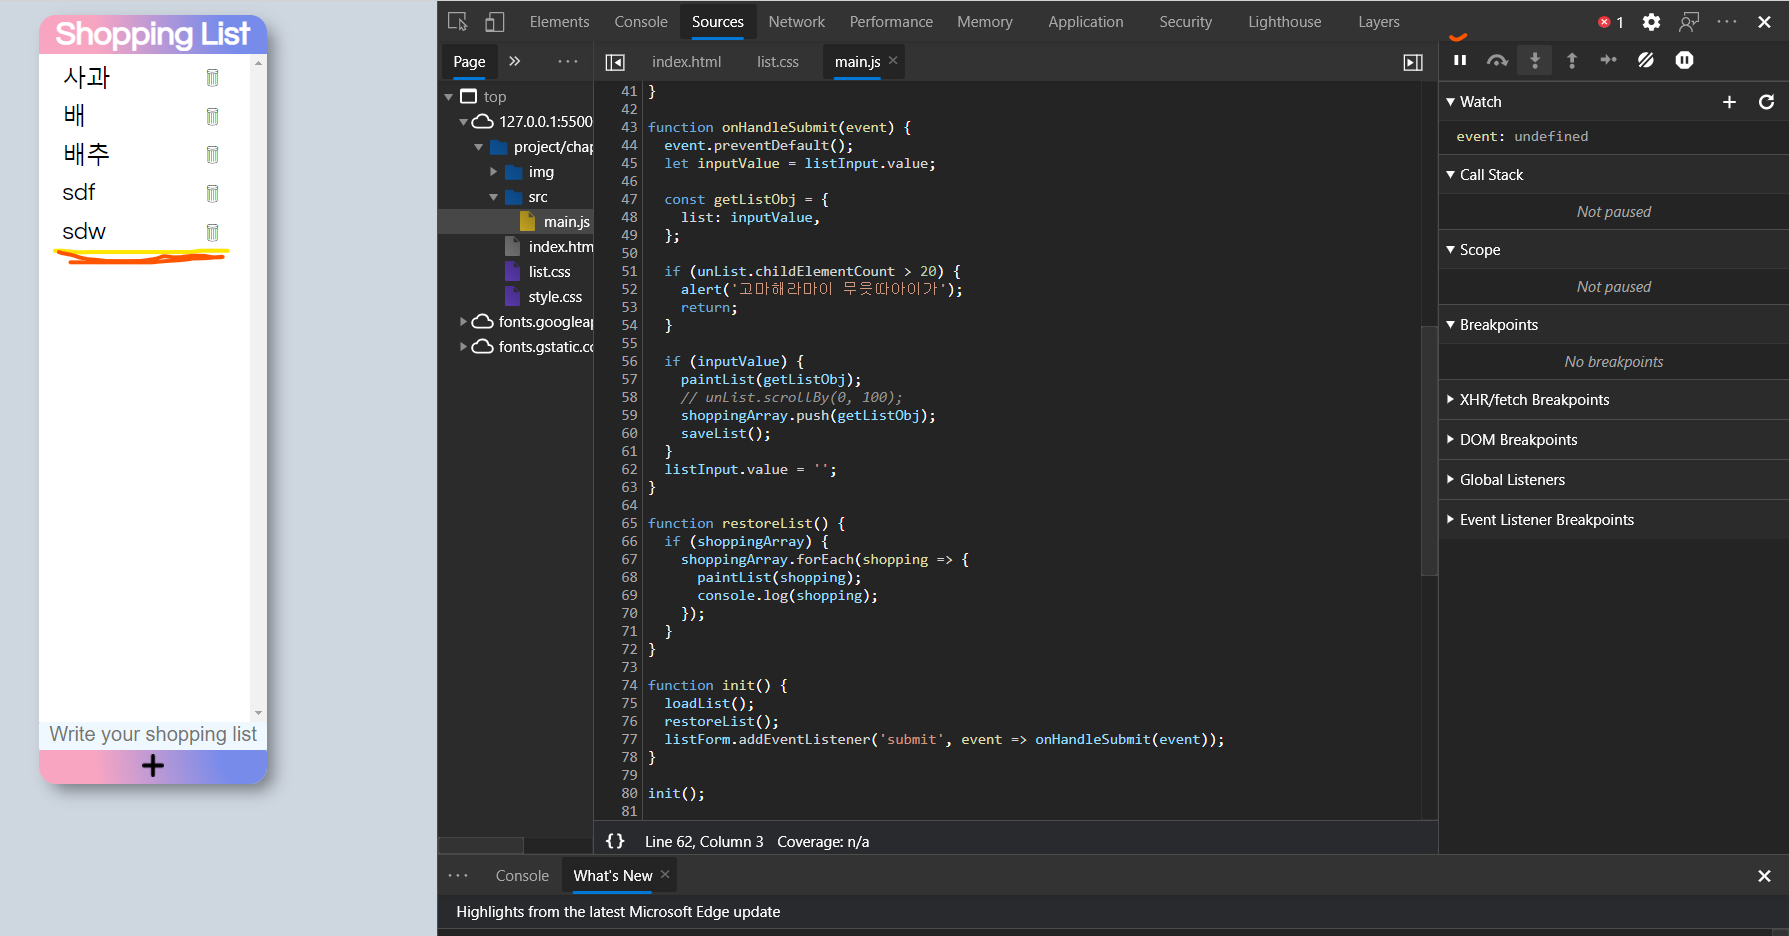 Shopping List
사과
배
배추
sdf
sdw
Write your shopping list
+
Elements Console Sources Network Performance Memory Application Security Lighthouse Layers 1
Page
index.html list.css main.js
top
127.0.0.1:5500
project/chap
img
src
main.js
index.htm
list.css
style.css
fonts.googleap
fonts.gstatic.co
41 }
42
43 function onHandleSubmit(event) {
44 event.preventDefault();
45 let inputValue = listInput.value;
46
47 const getListObj = {
48 list: inputValue,
49 };
50
51 if (unList.childElementCount > 20) {
52 alert('고마해라마이 무읏따아이가');
53 return;
54 }
55
56 if (inputValue) {
57 paintList(getListObj);
58 // unList.scrollBy(0, 100);
59 shoppingArray.push(getListObj);
60 saveList();
61 }
62 listInput.value = '';
63 }
64
65 function restoreList() {
66 if (shoppingArray) {
67 shoppingArray.forEach(shopping => {
68 paintList(shopping);
69 console.log(shopping);
70 });
71 }
72 }
73
74 function init() {
75 loadList();
76 restoreList();
77 listForm.addEventListener('submit', event => onHandleSubmit(event));
78 }
79
80 init();
81
{} Line 62, Column 3 Coverage: n/a
Watch
event: undefined
Call Stack
Not paused
Scope
Not paused
Breakpoints
No breakpoints
XHR/fetch Breakpoints
DOM Breakpoints
Global Listeners
Event Listener Breakpoints
Console What's New
Highlights from the latest Microsoft Edge update